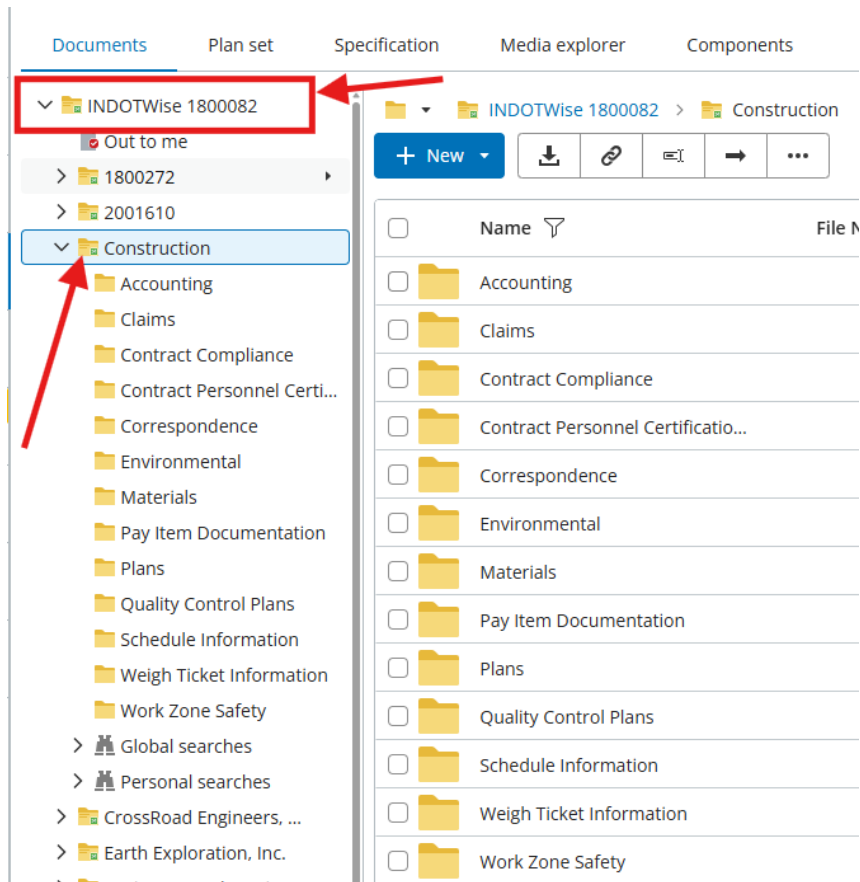 Documents Plan set Specification Media explorer Components
INDOTWise 1800082
Out to me
1800272
2001610
Construction
Accounting
Claims
Contract Compliance
Contract Personnel Certi...
Correspondence
Environmental
Materials
Pay Item Documentation
Plans
Quality Control Plans
Schedule Information
Weigh Ticket Information
Work Zone Safety
Global searches
Personal searches
CrossRoad Engineers, ...
Earth Exploration, Inc.
INDOTWise 1800082 > Construction
+ New
Name File N
Accounting
Claims
Contract Compliance
Contract Personnel Certificatio...
Correspondence
Environmental
Materials
Pay Item Documentation
Plans
Quality Control Plans
Schedule Information
Weigh Ticket Information
Work Zone Safety